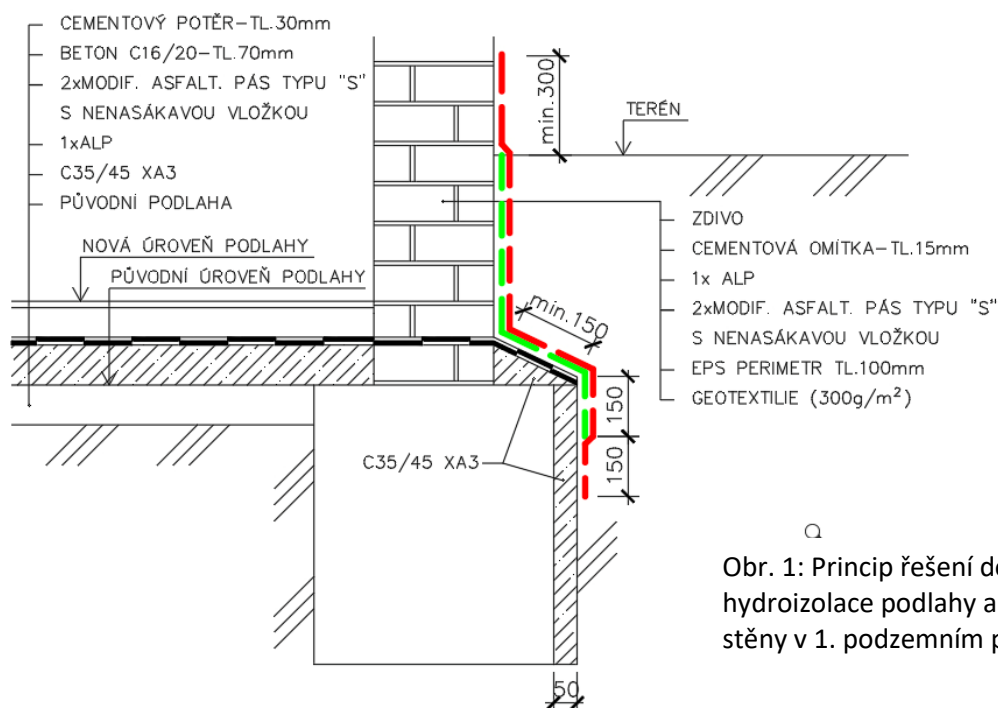 CEMENTOVÝ POTĚR-TL.30mm
BETON C16/20-TL.70mm
2xMODIF. ASFALT. PÁS TYPU "S"
S NENASÁKAVOU VLOŽKOU
1xALP
C35/45 XA3
PŮVODNÍ PODLAHA
NOVÁ ÚROVEŇ PODLAHY
PŮVODNÍ ÚROVEŇ PODLAHY
min.300
TERÉN
ZDIVO
CEMENTOVÁ OMÍTKA-TL.15mm
1x ALP
2xMODIF. ASFALT. PÁS TYPU "S"
S NENASÁKAVOU VLOŽKOU
EPS PERIMETR TL.100mm
GEOTEXTILIE (300g/m²)
min.150
150
150
C35/45 XA3
50
Obr. 1: Princip řešení
hydroizolace podlahy a
stěny v 1. podzemním